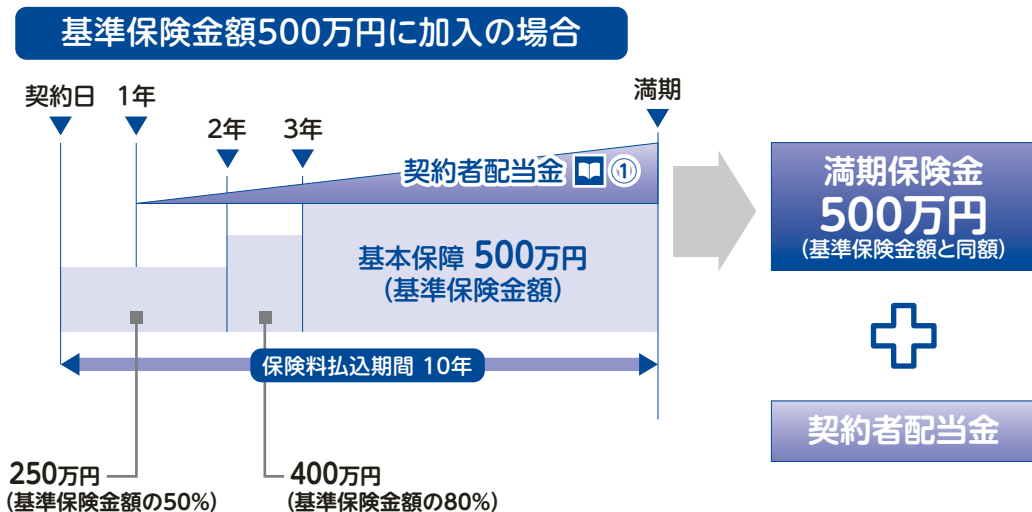 基準保険金額500万円に加入の場合
契約日
1年
2年
3年
満期
契約者配当金 ①
基本保障 500万円
(基準保険金額)
保険料払込期間 10年
250万円
(基準保険金額の50%)
400万円
(基準保険金額の80%)
満期保険金
500万円
(基準保険金額と同額)
契約者配当金